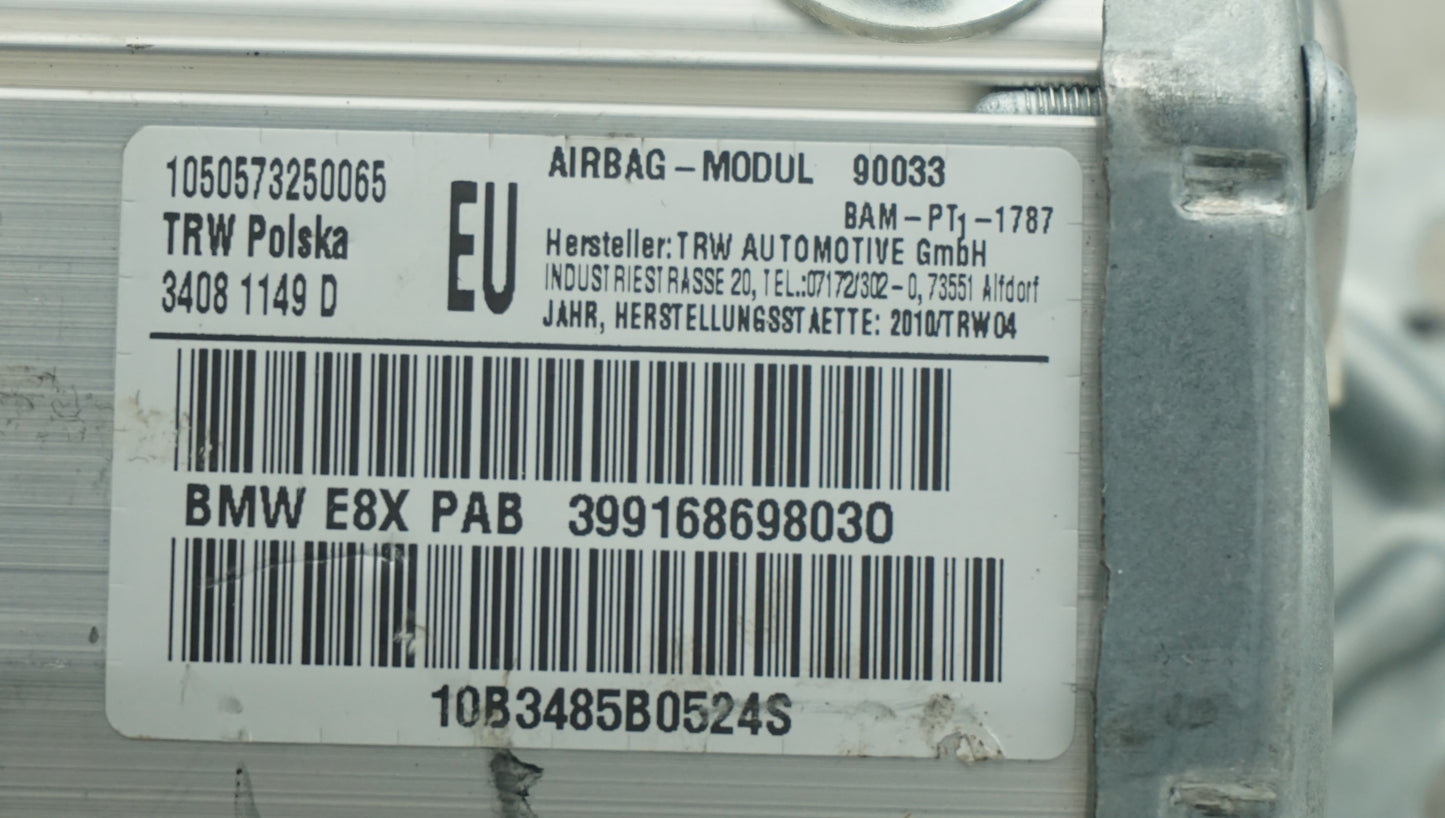 1050573250065
TRW Polska
3408 1149 D
EU
AIRBAG-MODUL 90033
BAM-PT1-1787
Hersteller: TRW AUTOMOTIVE GmbH
INDUSTRIESTRASSE 20, TEL.:07172/302-0, 73551 Alfdorf
JAHR, HERSTELLUNGSSTAETTE: 2010/TRW04
BMW E8X PAB 399168698030
10B3485B0524S